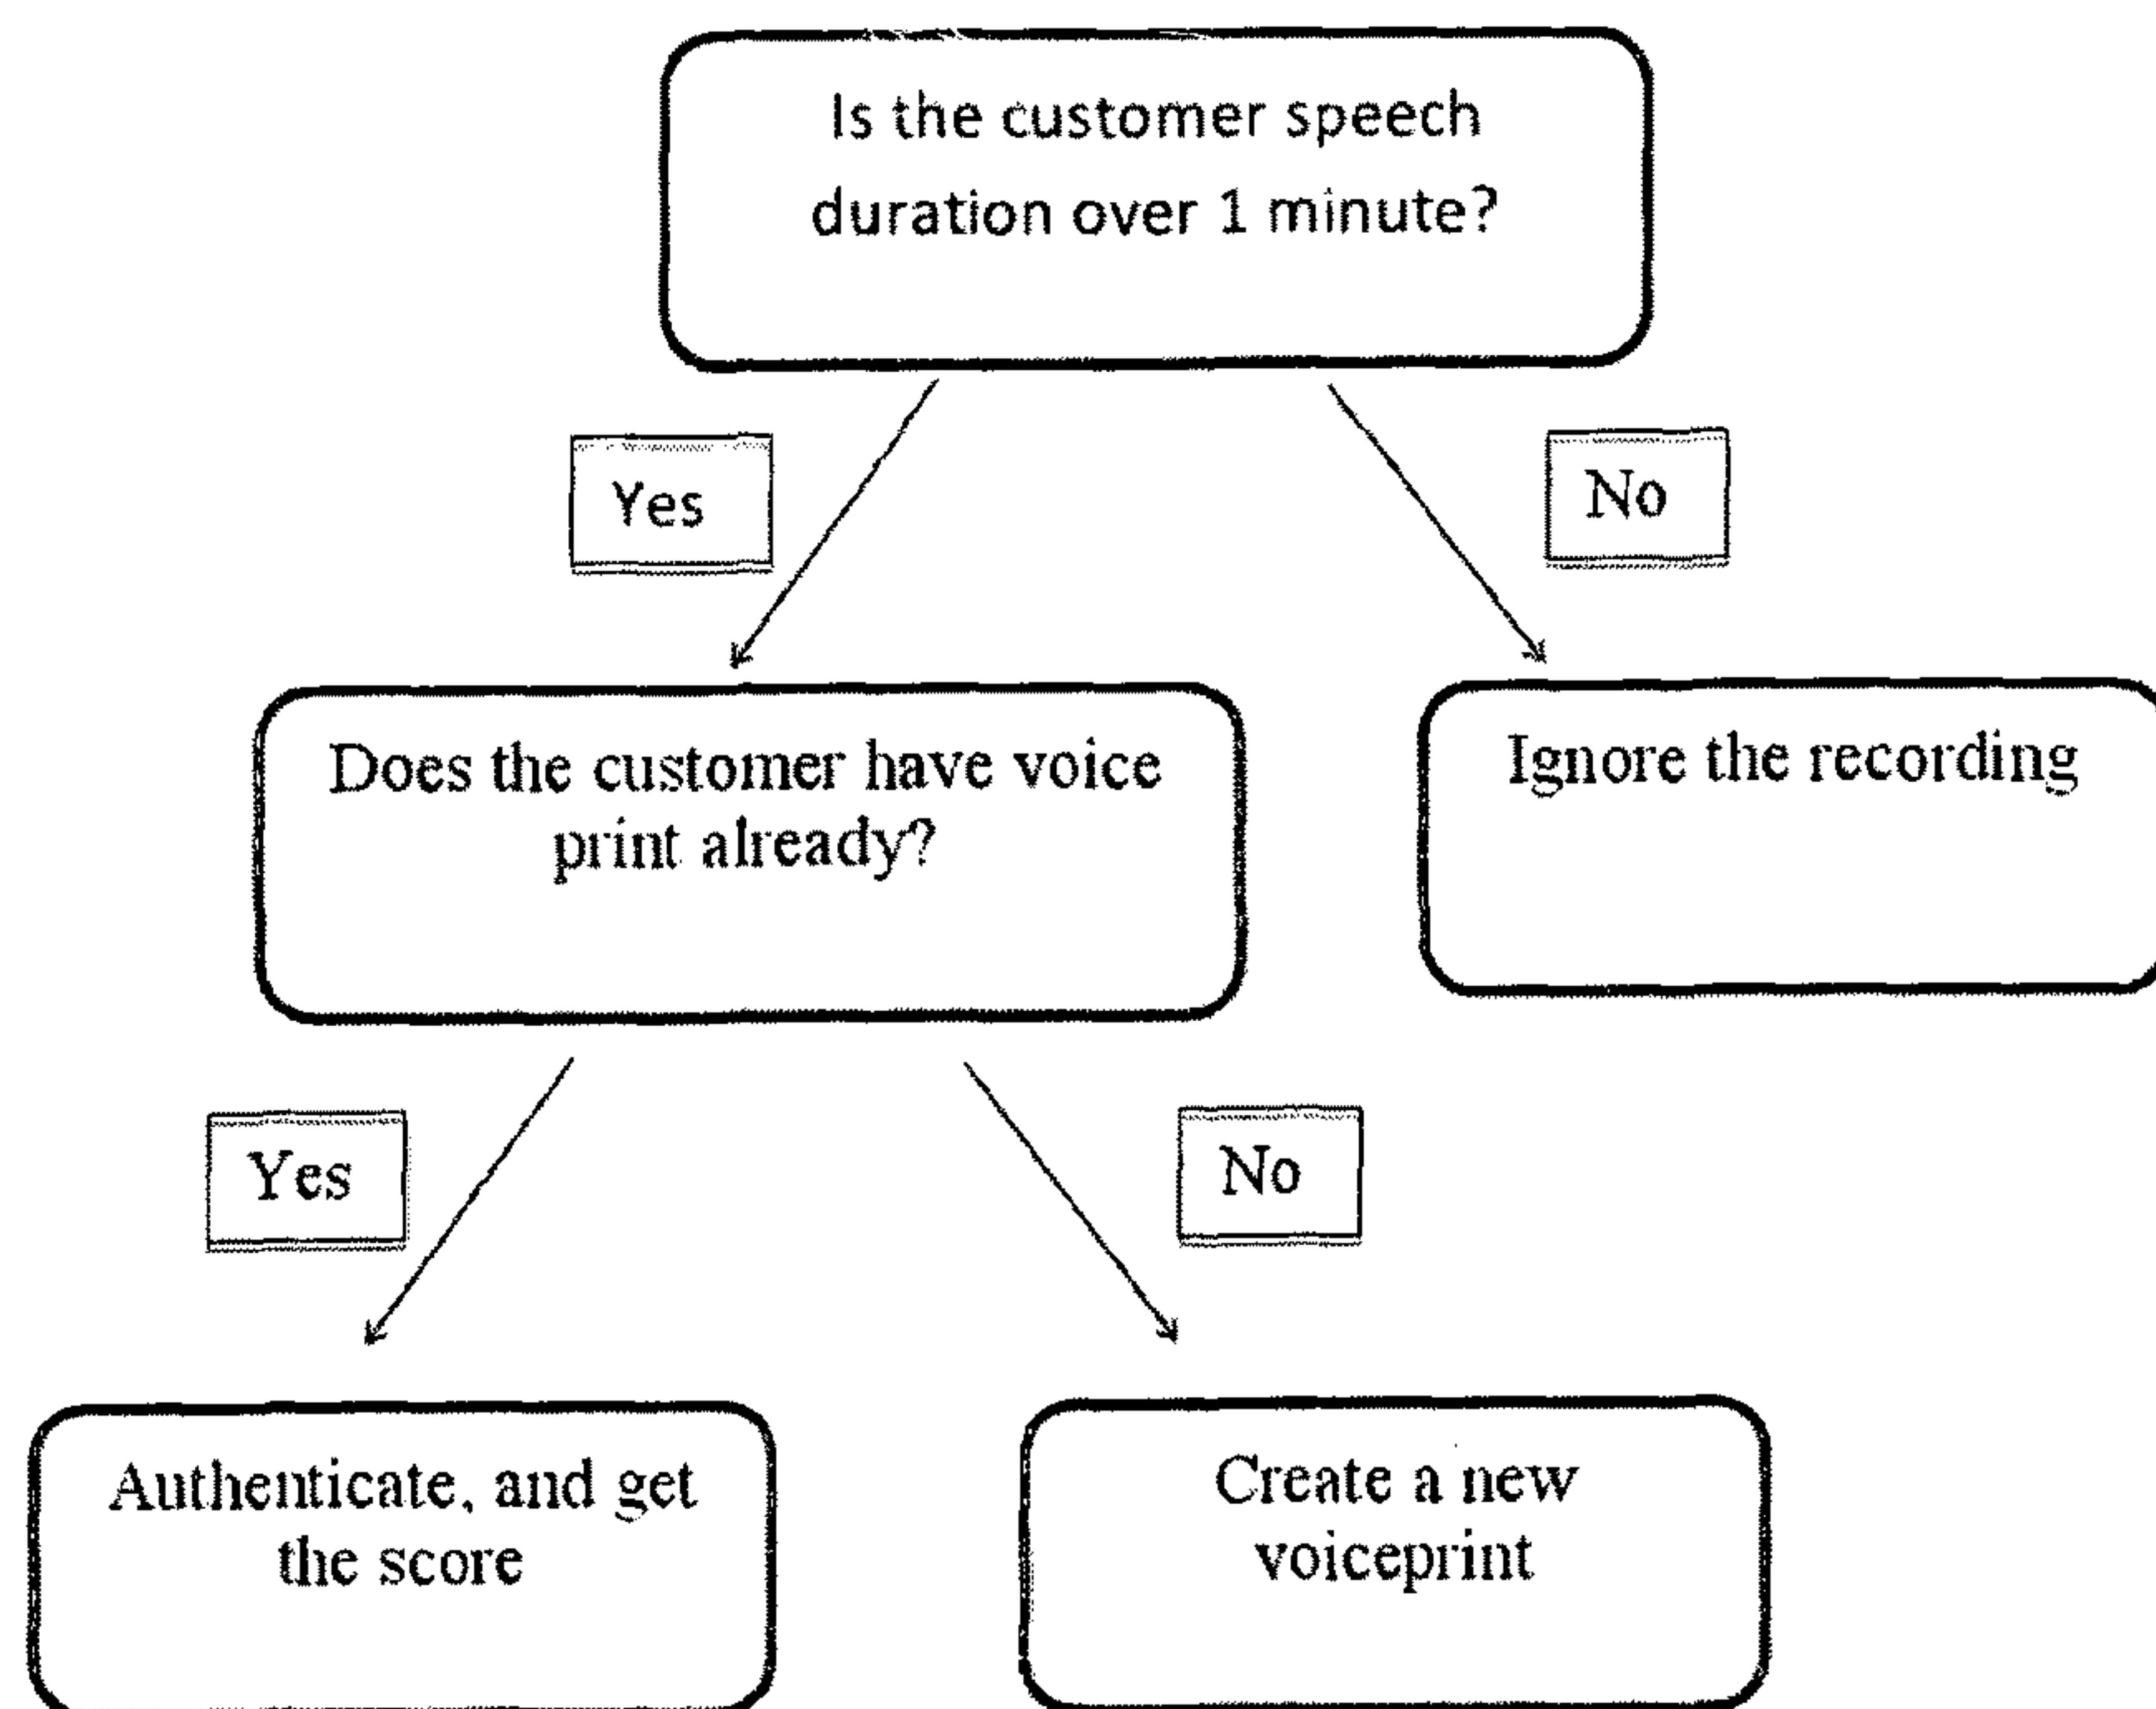 Is the customer speech
duration over 1 minute?
Yes
No
Does the customer have voice
print already?
Ignore the recording
Yes
No
Authenticate, and get
the score
Create a new
voiceprint